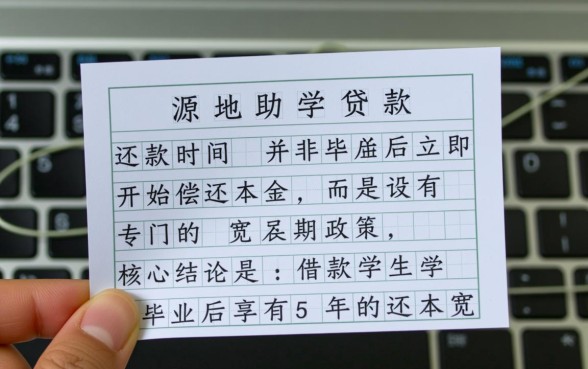 源地助学贷款
还款时间 并非毕后立即
开始偿还本金，而是设有
专门的 宽期政策，
核心结论是：借款学生学
毕业后享有5 年的还本宽